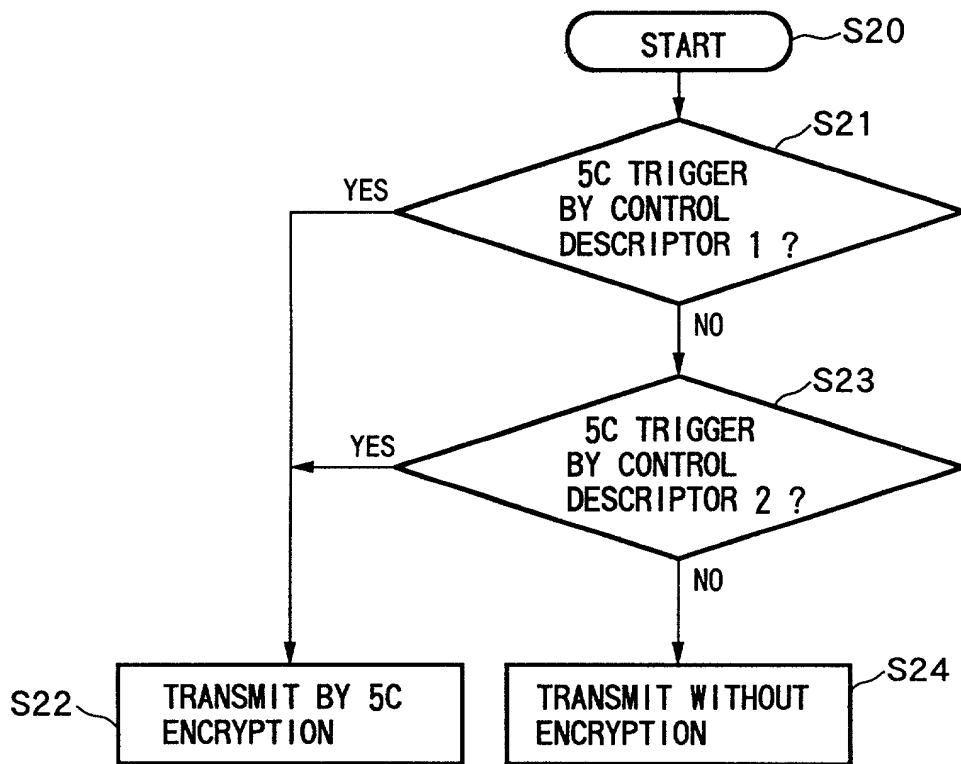 START
S20
S21
5C TRIGGER
BY CONTROL
DESCRIPTOR 1 ?
YES
NO
S23
5C TRIGGER
BY CONTROL
DESCRIPTOR 2 ?
YES
NO
S22
TRANSMIT BY 5C
ENCRYPTION
TRANSMIT WITHOUT
ENCRYPTION
S24